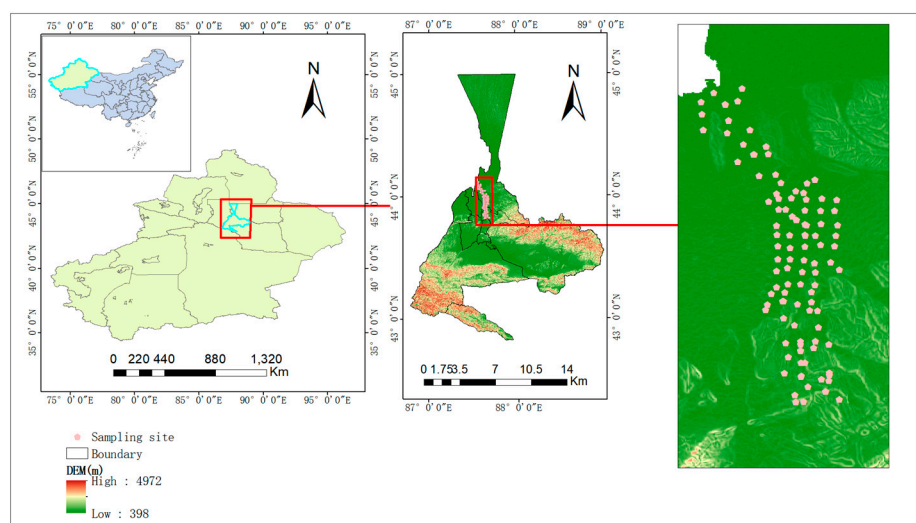 75° 0′0″E 80° 0′0″E 85° 0′0″E 90° 0′0″E 95° 0′0″E
55° 0′0″N
50° 0′0″N
45° 0′0″N
40° 0′0″N
35° 0′0″N
N
55° 0′0″N
50° 0′0″N
45° 0′0″N
40° 0′0″N
35° 0′0″N
0 220 440 880 1,320
Km
75° 0′0″E 80° 0′0″E 85° 0′0″E 90° 0′0″E 95° 0′0″E
87° 0′0″E 88° 0′0″E
45° 0′0″N
44° 0′0″N
43° 0′0″N
N
45° 0′0″N
44° 0′0″N
43° 0′0″N
0 1.753.5 7 10.5 14
Km
87° 0′0″E 88° 0′0″E
Sampling site
Boundary
DEM(m)
High : 4972
Low : 398